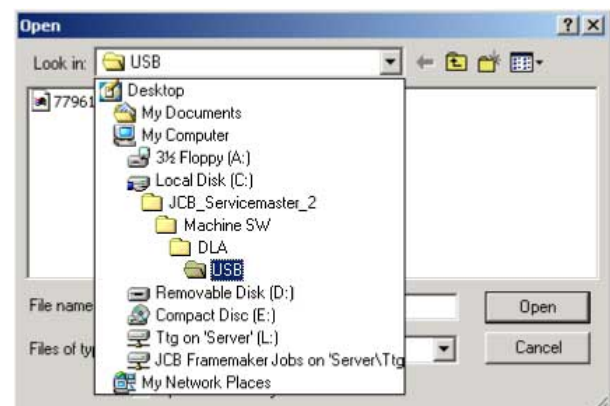 Open
Look in: USB
77961
Desktop
My Documents
My Computer
3½ Floppy (A:)
Local Disk (C:)
JCB_Servicemaster_2
Machine SW
DLA
USB
Removable Disk (D:)
Compact Disc (E:)
Ttg on 'Server' (L:)
JCB Framemaker Jobs on 'Server\Ttg
My Network Places
File name
Open
Files of ty
Cancel